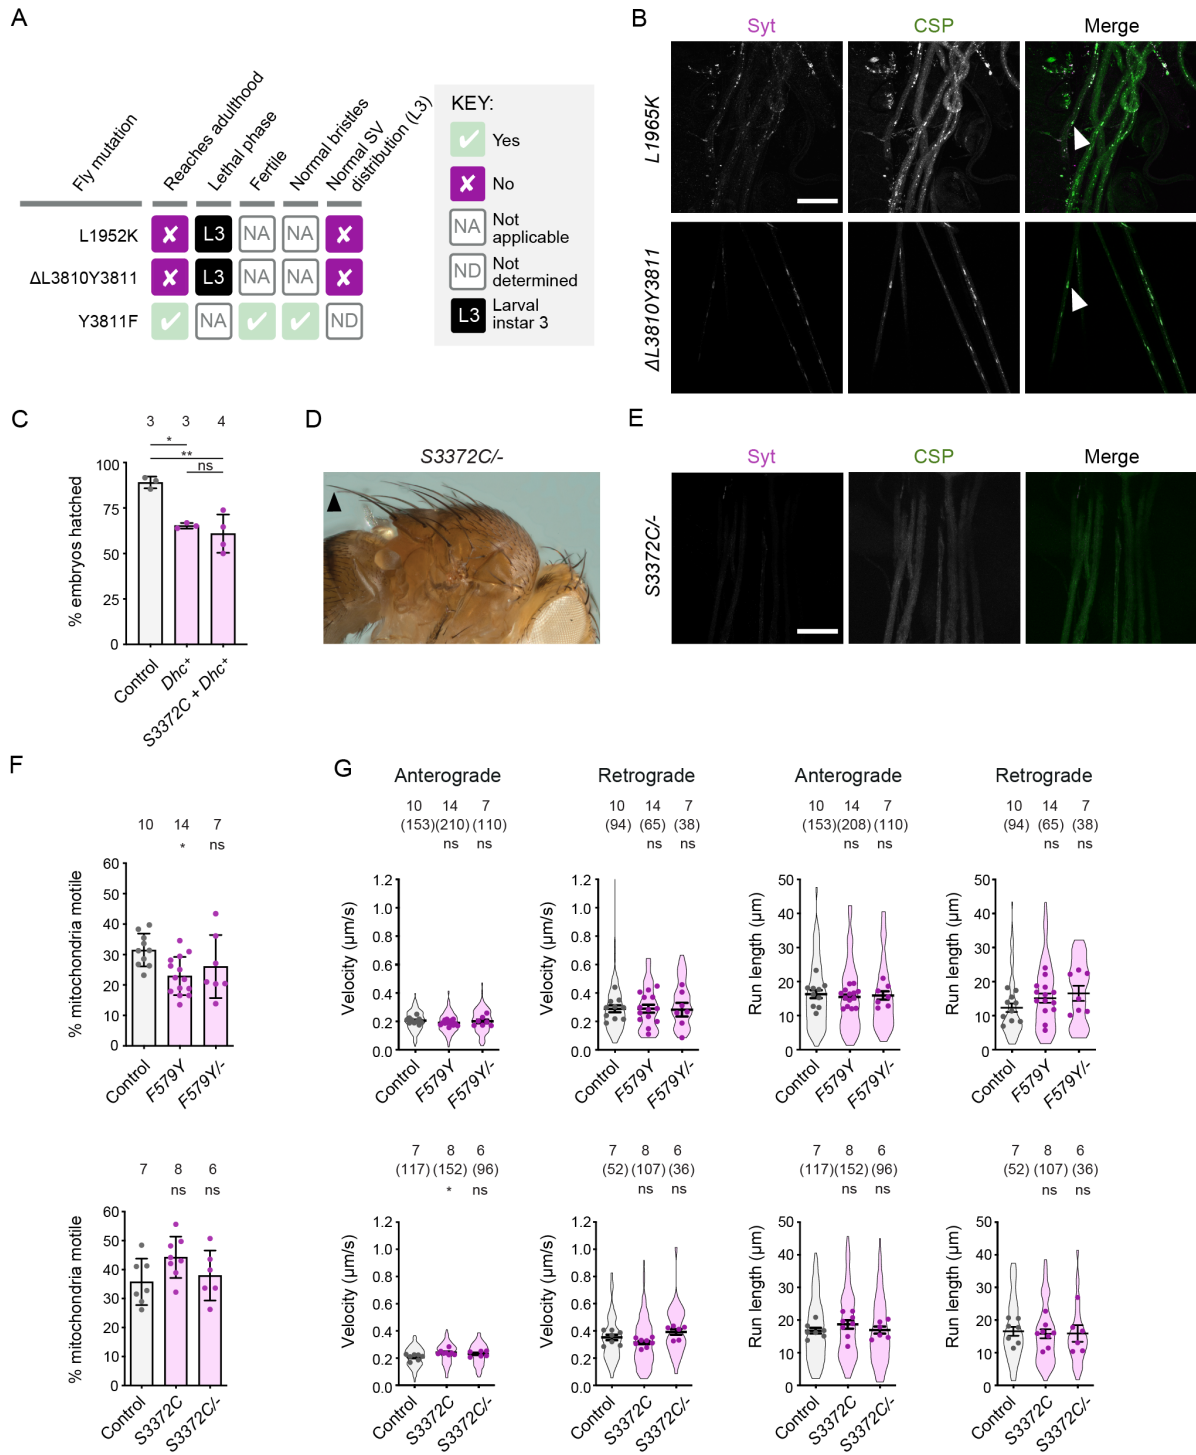 A
Fly mutation
Reaches adulthood
Lethal phase
Fertile
Normal bristles
Normal SV
distribution (L3)
L1952K
✘ L3 NA NA ✘
ΔL3810Y3811
✘ L3 NA NA ✘
Y3811F
✔ NA ✔ ✔ ND
KEY:
✔ Yes
✘ No
NA Not
applicable
ND Not
determined
L3 Larval
instar 3
B
Syt CSP Merge
L1965K
ΔL3810Y3811
C
3 3 4
*
**
ns
% embryos hatched
100
75
50
25
0
Control
Dhc+
S3372C + Dhc+
D
S3372C/-
E
Syt CSP Merge
S3372C/-
F
10 14 7
* ns
% mitochondria motile
60
50
40
30
20
10
0
Control F579Y F579Y/-
7 8 6
ns ns
% mitochondria motile
60
50
40
30
20
10
0
Control S3372C S3372C/-
G
Anterograde Retrograde Anterograde Retrograde
10 14 7
(153) (210) (110)
ns ns
Velocity (μm/s)
1.2
1.0
0.8
0.6
0.4
0.2
0.0
Control F579Y F579Y/-
10 14 7
(94) (65) (38)
ns ns
Velocity (μm/s)
1.2
1.0
0.8
0.6
0.4
0.2
0.0
Control F579Y F579Y/-
10 14 7
(153) (208) (110)
ns ns
Run length (μm)
50
40
30
20
10
0
Control F579Y F579Y/-
10 14 7
(94) (65) (38)
ns ns
Run length (μm)
50
40
30
20
10
0
Control F579Y F579Y/-
7 8 6
(117) (152) (96)
* ns
Velocity (μm/s)
1.2
1.0
0.8
0.6
0.4
0.2
0.0
Control S3372C S3372C/-
7 8 6
(52) (107) (36)
ns ns
Velocity (μm/s)
1.2
1.0
0.8
0.6
0.4
0.2
0.0
Control S3372C S3372C/-
7 8 6
(117) (152) (96)
ns ns
Run length (μm)
50
40
30
20
10
0
Control S3372C S3372C/-
7 8 6
(52) (107) (36)
ns ns
Run length (μm)
50
40
30
20
10
0
Control S3372C S3372C/-